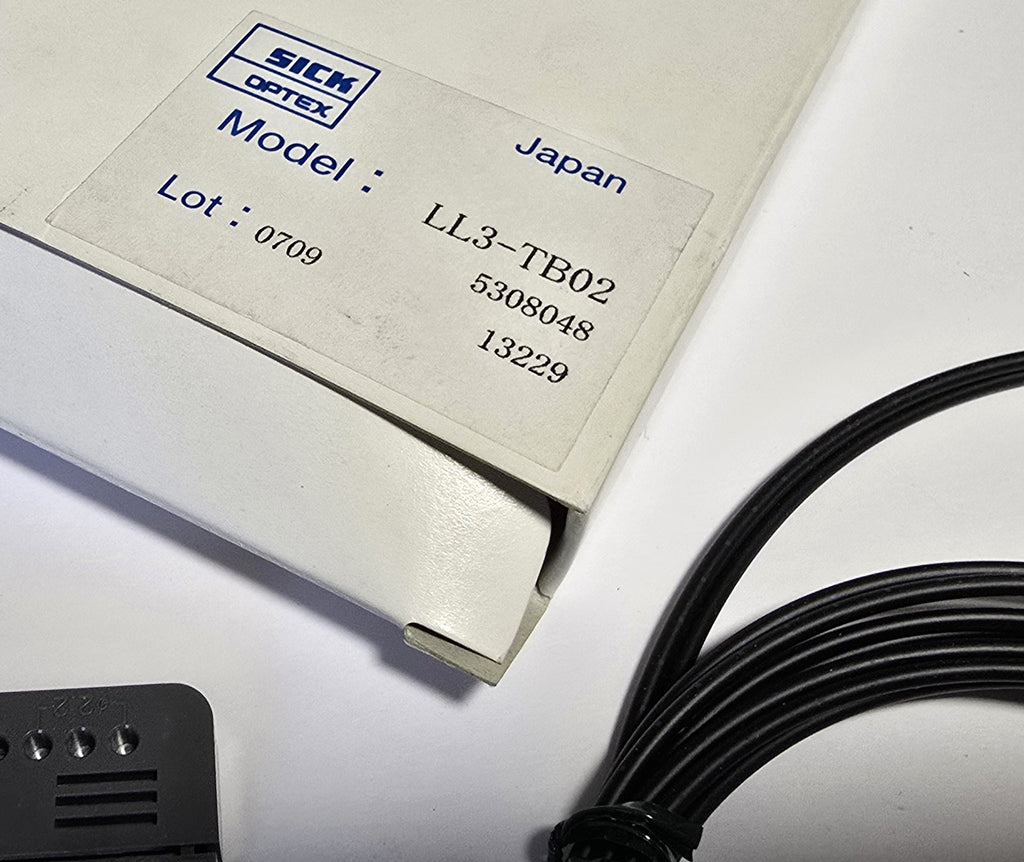 SICK
OPTEX
Japan
Model :
LL3-TB02
Lot : 0709
5308048
13229